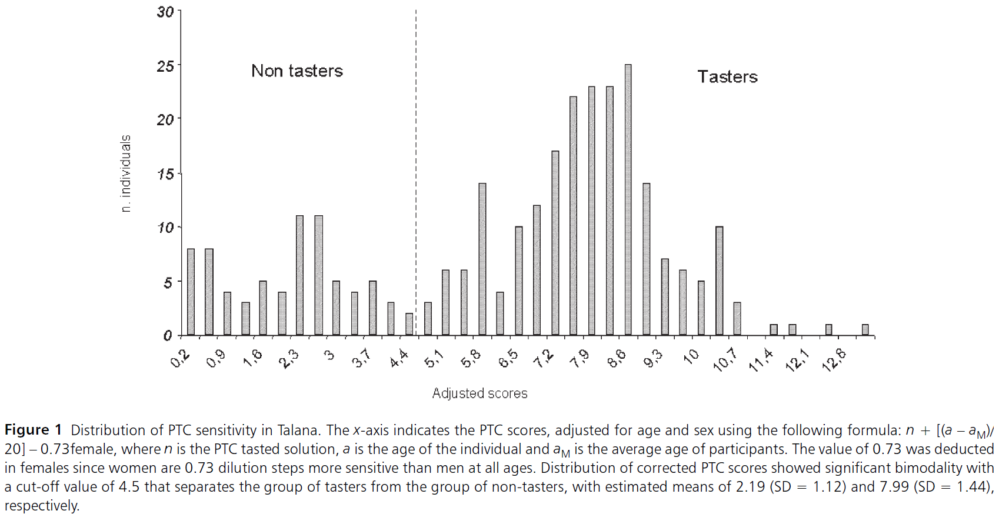 30
25
20
15
10
5
0
n. individuals
Non tasters
Tasters
0,2 0,9 1,6 2,3 3 3,7 4,4 5,1 5,8 6,5 7,2 7,9 8,6 9,3 10 10,7 11,4 12,1 12,8
Adjusted scores
Figure 1 Distribution of PTC sensitivity in Talana. The x-axis indicates the PTC scores, adjusted for age and sex using the following formula: n + [(a – aM)/
20] – 0.73female, where n is the PTC tasted solution, a is the age of the individual and aM is the average age of participants. The value of 0.73 was deducted
in females since women are 0.73 dilution steps more sensitive than men at all ages. Distribution of corrected PTC scores showed significant bimodality with
a cut-off value of 4.5 that separates the group of tasters from the group of non-tasters, with estimated means of 2.19 (SD = 1.12) and 7.99 (SD = 1.44),
respectively.